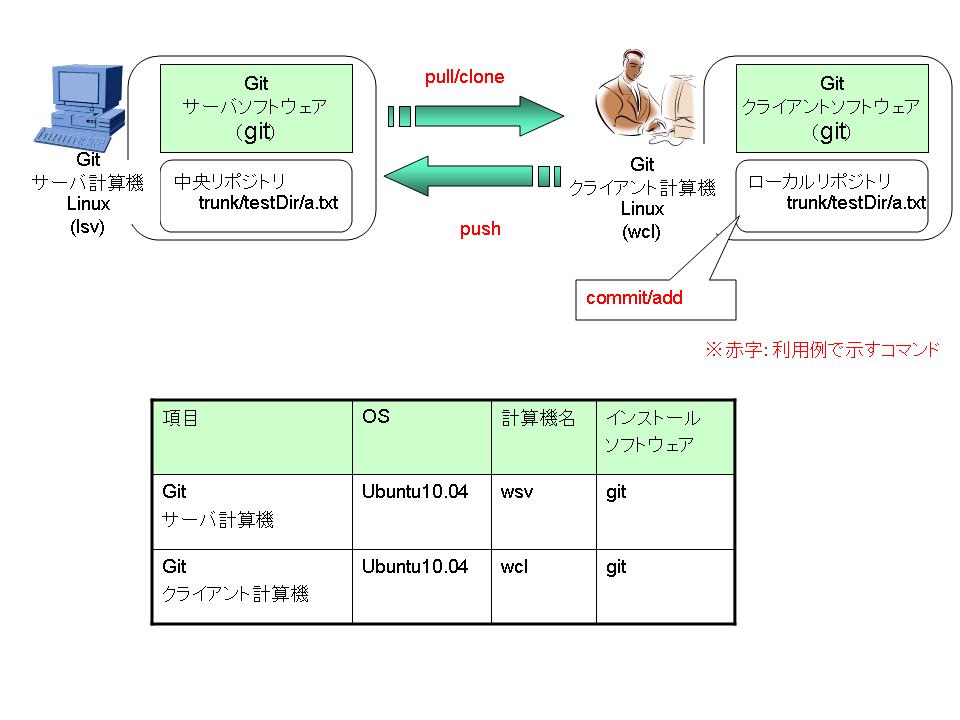 Git
サーバソフトウェア
(git)
中央リポジトリ
trunk/testDir/a.txt
Git
サーバ計算機
Linux
(lsv)
pull/clone
push
Git
クライアント計算機
Linux
(wcl)
Git
クライアントソフトウェア
(git)
ローカルリポジトリ
trunk/testDir/a.txt
commit/add
※赤字：利用例で示すコマンド
項目
OS
計算機名
インストール
ソフトウェア
Git
サーバ計算機
Ubuntu10.04
wsv
git
Git
クライアント計算機
Ubuntu10.04
wcl
git